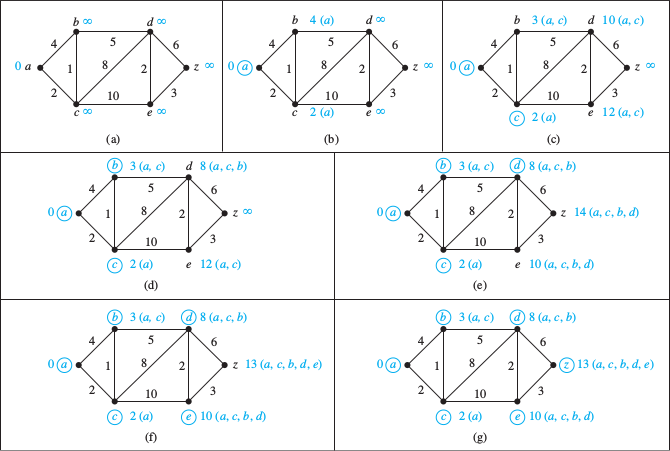 b ∞ d ∞
4 5 6
0 a 1 8 2 z ∞
2 10 3
c ∞ e ∞
(a)
b 4 (a) d ∞
4 5 6
0 a 1 8 2 z ∞
2 10 3
c 2 (a) e ∞
(b)
b 3 (a, c) d 10 (a, c)
4 5 6
0 a 1 8 2 z ∞
2 10 3
c 2 (a) e 12 (a, c)
(c)
b 3 (a, c) d 8 (a, c, b)
4 5 6
0 a 1 8 2 z ∞
2 10 3
c 2 (a) e 12 (a, c)
(d)
b 3 (a, c) d 8 (a, c, b)
4 5 6
0 a 1 8 2 z 14 (a, c, b, d)
2 10 3
c 2 (a) e 10 (a, c, b, d)
(e)
b 3 (a, c) d 8 (a, c, b)
4 5 6
0 a 1 8 2 z 13 (a, c, b, d, e)
2 10 3
c 2 (a) e 10 (a, c, b, d)
(f)
b 3 (a, c) d 8 (a, c, b)
4 5 6
0 a 1 8 2 z 13 (a, c, b, d, e)
2 10 3
c 2 (a) e 10 (a, c, b, d)
(g)